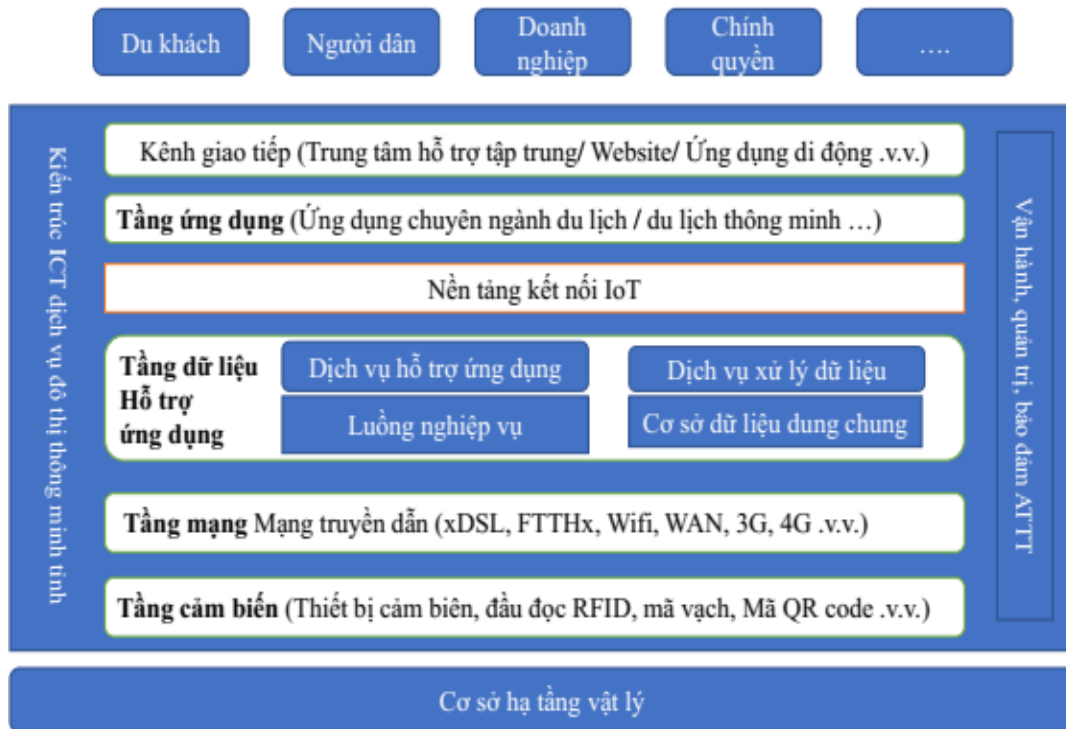 Du khách
Người dân
Doanh
nghiệp
Chính
quyền
....
Kiến trúc ICT dịch vụ đô thị thông minh tỉnh
Kênh giao tiếp (Trung tâm hỗ trợ tập trung/ Website/ Ứng dụng di động .v.v.)
Tầng ứng dụng (Ứng dụng chuyên ngành du lịch / du lịch thông minh …)
Nền tảng kết nối IoT
Tầng dữ liệu
Hỗ trợ
ứng dụng
Dịch vụ hỗ trợ ứng dụng
Dịch vụ xử lý dữ liệu
Luồng nghiệp vụ
Cơ sở dữ liệu dung chung
Tầng mạng Mạng truyền dẫn (xDSL, FTTHx, Wifi, WAN, 3G, 4G .v.v.)
Tầng cảm biến (Thiết bị cảm biên, đầu đọc RFID, mã vạch, Mã QR code .v.v.)
Vận hành, quản trị, bảo đảm ATTT
Cơ sở hạ tầng vật lý